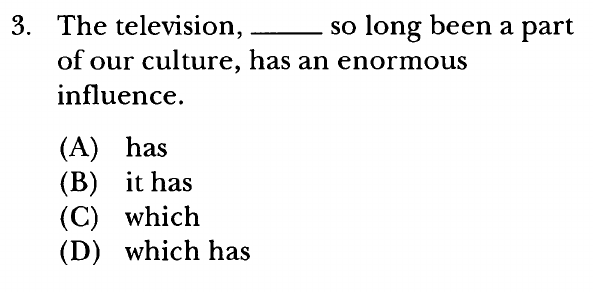 3. The television, ______ so long been a part
of our culture, has an enormous
influence.
(A) has
(B) it has
(C) which
(D) which has